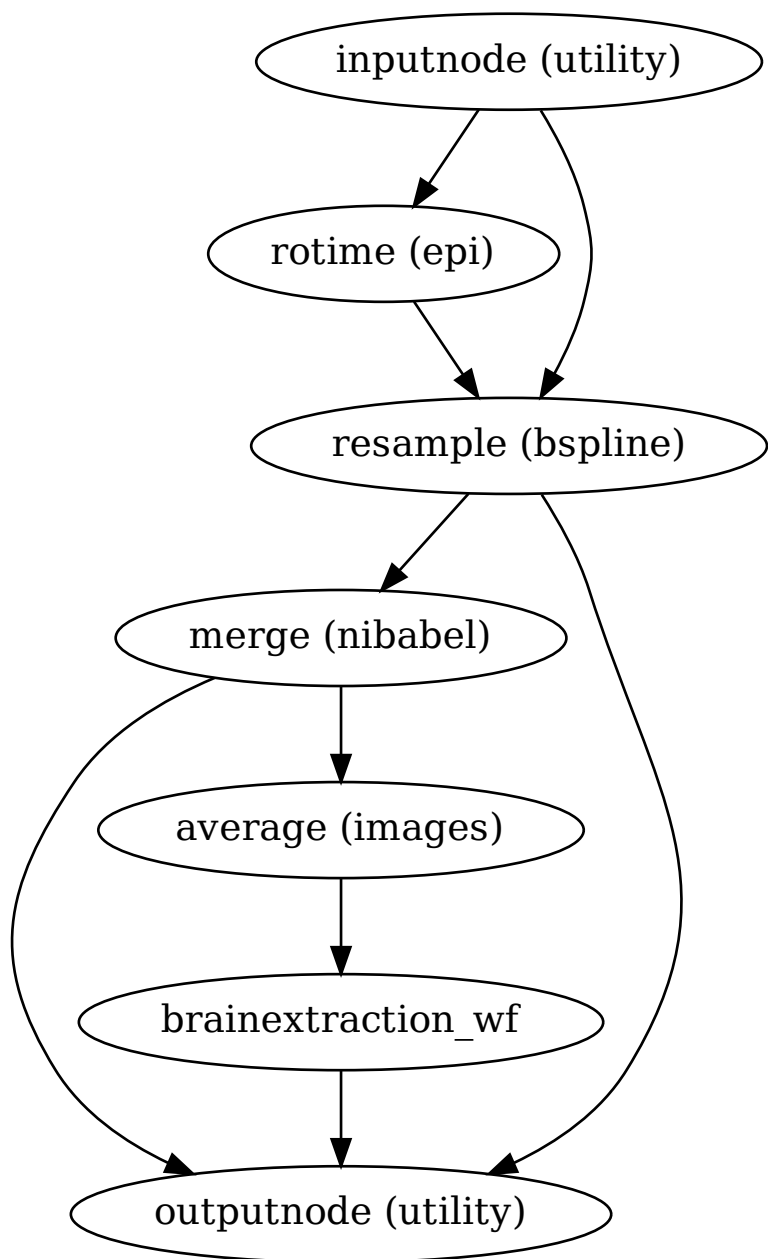 inputnode (utility)
rotime (epi)
resample (bspline)
merge (nibabel)
average (images)
brainextraction_wf
outputnode (utility)